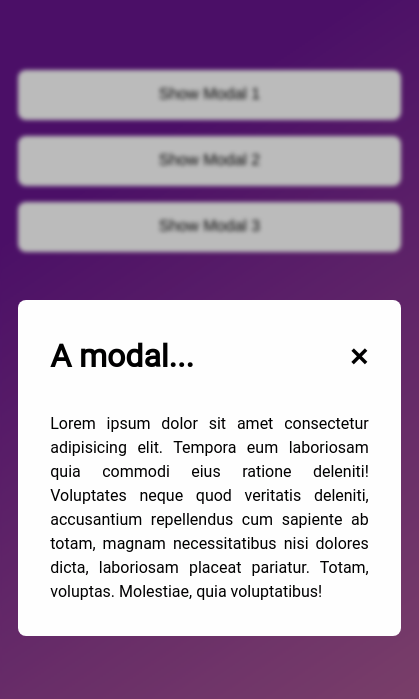 Show Modal 1
Show Modal 2
Show Modal 3
A modal... ×
Lorem ipsum dolor sit amet consectetur
adipisicing elit. Tempora eum laboriosam
quia commodi eius ratione deleniti!
Voluptates neque quod veritatis deleniti,
accusantium repellendus cum sapiente ab
totam, magnam necessitatibus nisi dolores
dicta, laboriosam placeat pariatur. Totam,
voluptas. Molestiae, quia voluptatibus!